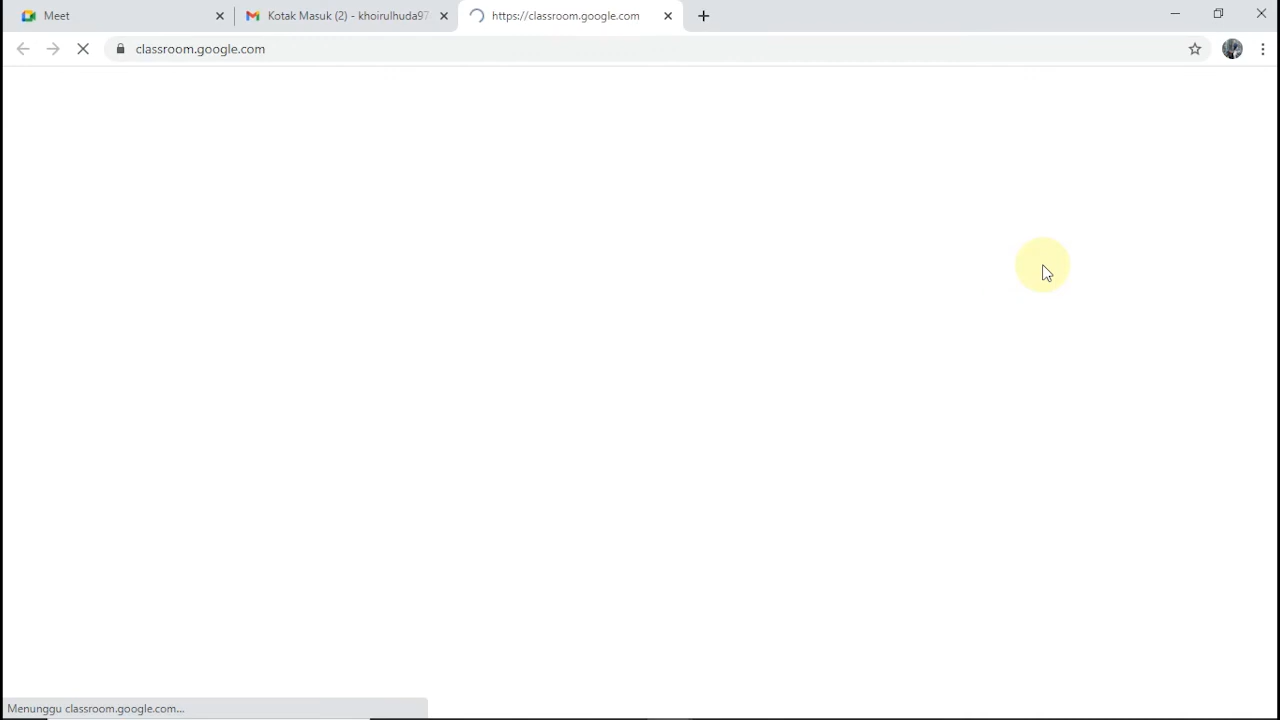 Meet
Kotak Masuk (2) - khoirulhuda97
https://classroom.google.com
classroom.google.com
Menunggu classroom.google.com...